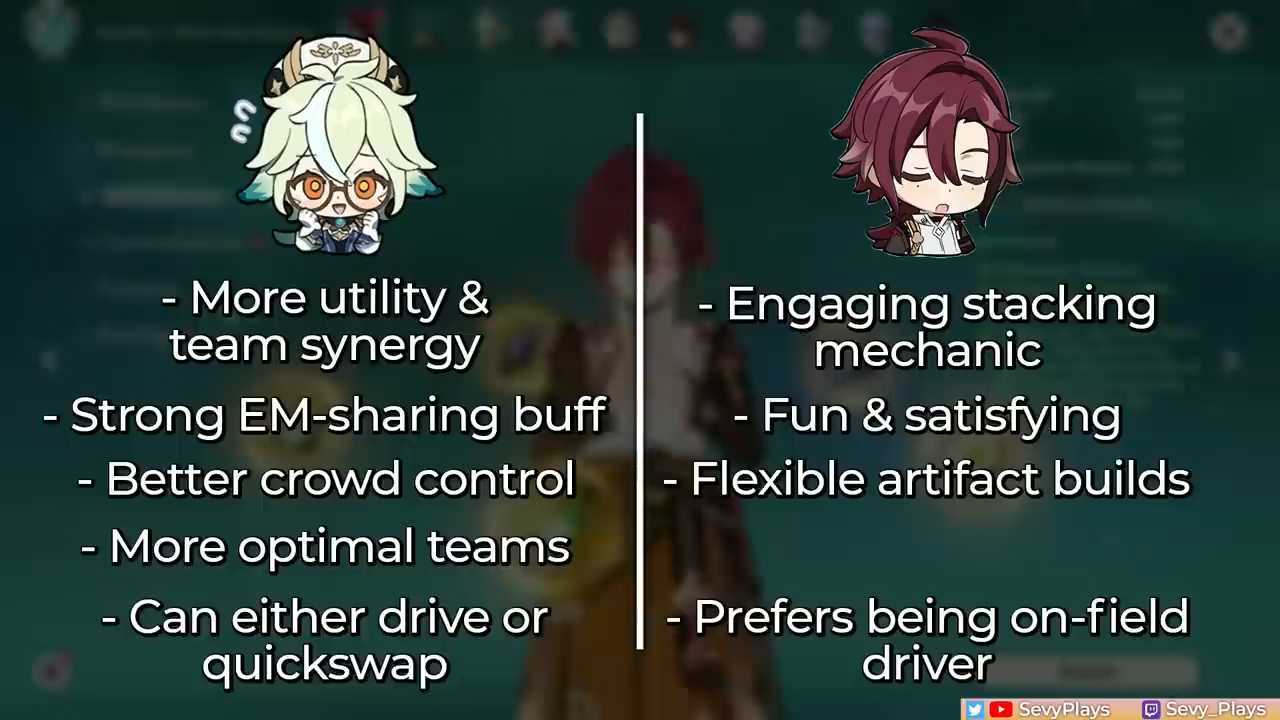 - More utility &
team synergy
- Strong EM-sharing buff
- Better crowd control
- More optimal teams
- Can either drive or
quickswap
- Engaging stacking
mechanic
- Fun & satisfying
- Flexible artifact builds
- Prefers being on-field
driver
SevyPlays
Sevy_Plays